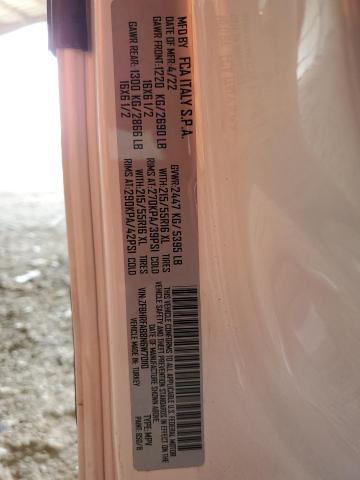 MFD BY FCA ITALY S.P.A.
DATE OF MFR: 4/22 GVWR: 2447 KG/5395 LB
GAWR FRONT: 1220 KG/2690 LB WITH: 215/55R16 XL TIRES
16X6 1/2 RIMS AT: 270KPA/39PSI COLD
GAWR REAR: 1300 KG/2866 LB WITH: 215/55R16 XL TIRES
16X6 1/2 RIMS AT: 290KPA/42PSI COLD
THIS VEHICLE CONFORMS TO ALL APPLICABLE U.S. FEDERAL MOTOR
VEHICLE SAFETY AND THEFT PREVENTION STANDARDS IN EFFECT ON THE
DATE OF MANUFACTURE SHOWN ABOVE.
TYPE: MPV
VEHICLE MADE IN: TURKEY